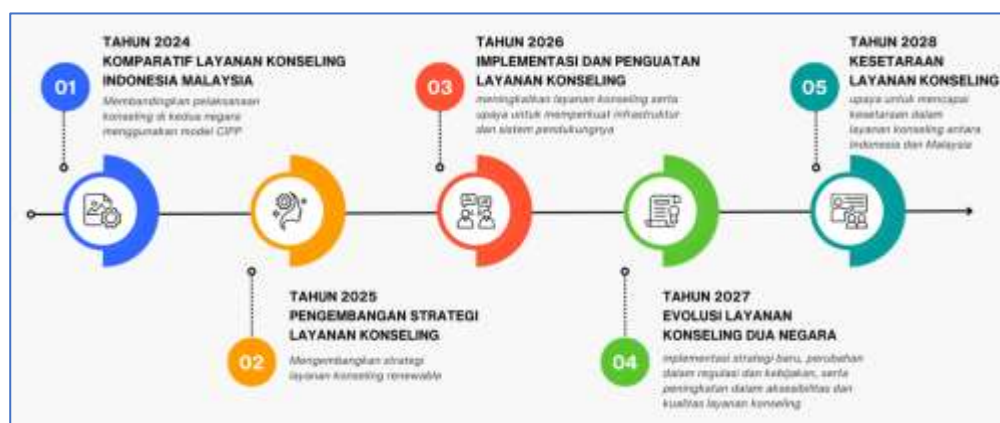 01
TAHUN 2024
KOMPARATIF LAYANAN KONSELING
INDONESIA MALAYSIA
Membandingkan pelaksanaan
konseling di kedua negara
menggunakan model CIPP
02
TAHUN 2025
PENGEMBANGAN STRATEGI
LAYANAN KONSELING
Mengembangkan strategi
layanan konseling renewable
03
TAHUN 2026
IMPLEMENTASI DAN PENGUATAN
LAYANAN KONSELING
meningkatkan layanan konseling serta
upaya untuk memperkuat infrastruktur
dan sistem pendukungnya
04
TAHUN 2027
EVOLUSI LAYANAN
KONSELING DUA NEGARA
implementasi strategi baru, perubahan
dalam regulasi dan kebijakan, serta
peningkatan dalam aksesibilitas dan
kualitas layanan konseling
05
TAHUN 2028
KESETARAAN
LAYANAN KONSELING
upaya untuk mencapai
kesetaraan dalam
layanan konseling antara
Indonesia dan Malaysia